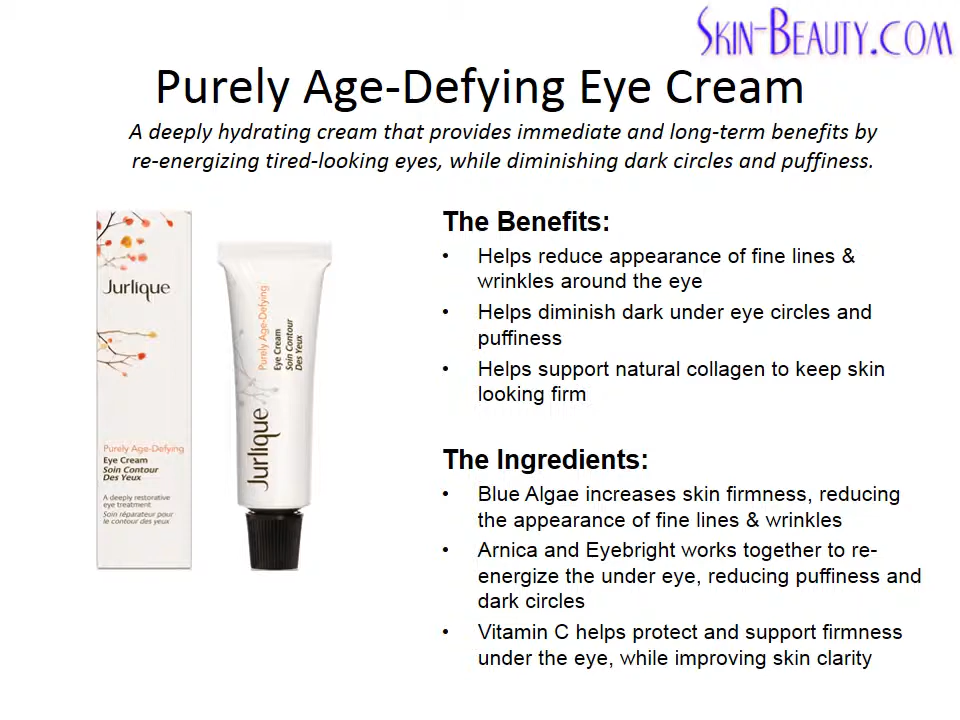 SKIN-BEAUTY.COM
Purely Age-Defying Eye Cream
A deeply hydrating cream that provides immediate and long-term benefits by
re-energizing tired-looking eyes, while diminishing dark circles and puffiness.
Jurlique
Purely Age-Defying
Eye Cream
Soin Contour
Des Yeux
A deeply restorative
eye treatment
Soin réparateur pour
le contour des yeux
Jurlique
Purely Age-Defying
Eye Cream
Soin Contour
Des Yeux
The Benefits:
• Helps reduce appearance of fine lines &
wrinkles around the eye
• Helps diminish dark under eye circles and
puffiness
• Helps support natural collagen to keep skin
looking firm
The Ingredients:
• Blue Algae increases skin firmness, reducing
the appearance of fine lines & wrinkles
• Arnica and Eyebright works together to re-
energize the under eye, reducing puffiness and
dark circles
• Vitamin C helps protect and support firmness
under the eye, while improving skin clarity